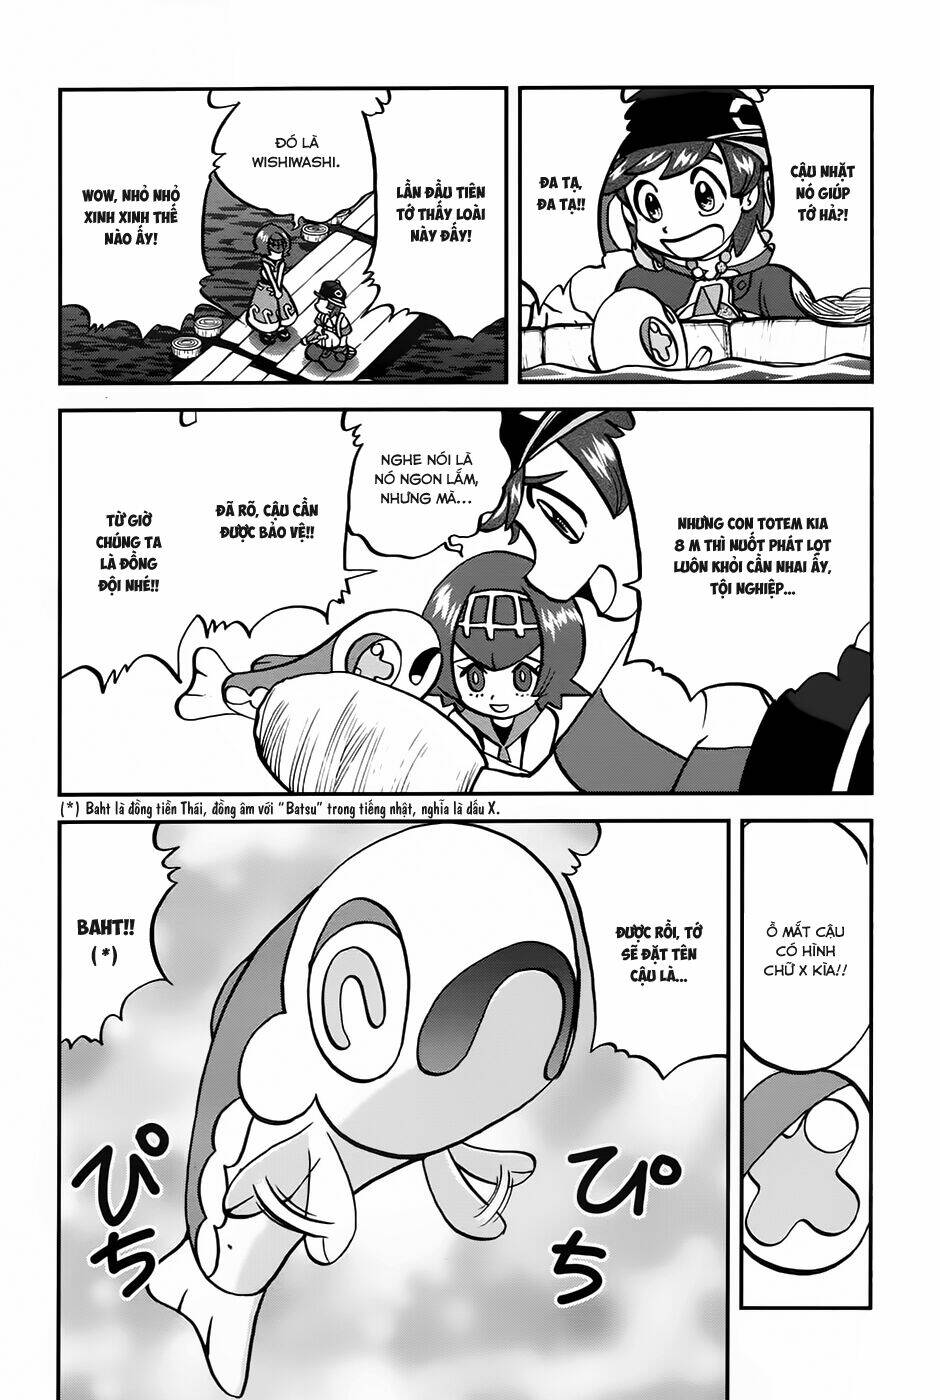 ĐÓ LÀ
WISHIWASHI.
WOW, NHỎ NHỎ
XINH XINH THẾ
NÀO ẤY!
LẦN ĐẦU TIÊN
TỚ THẤY LOÀI
NÀY ĐẤY!
ĐA TẠ,
ĐA TẠ!!
CẬU NHẶT
NÓ GIÚP
TỚ HẢ?!
TỪ GIỜ
CHÚNG TA
LÀ ĐỒNG
ĐỘI NHÉ!!
ĐÃ RÕ, CẬU CẦN
ĐƯỢC BẢO VỆ!!
NGHE NÓI LÀ
NÓ NGON LẮM,
NHƯNG MÀ...
NHƯNG CON TOTEM KIA
8 M THÌ NUỐT PHÁT LỌT
LUÔN KHỎI CẦN NHAI ẤY,
TỘI NGHIỆP...
(*) Baht là đồng tiền Thái, đồng âm với "Batsu" trong tiếng nhật, nghĩa là dấu X.
BAHT!!
(*)
ĐƯỢC RỒI, TỚ
SẼ ĐẶT TÊN
CẬU LÀ...
Ồ MẮT CẬU
CÓ HÌNH
CHỮ X KÌA!!
ぴち
ぴち